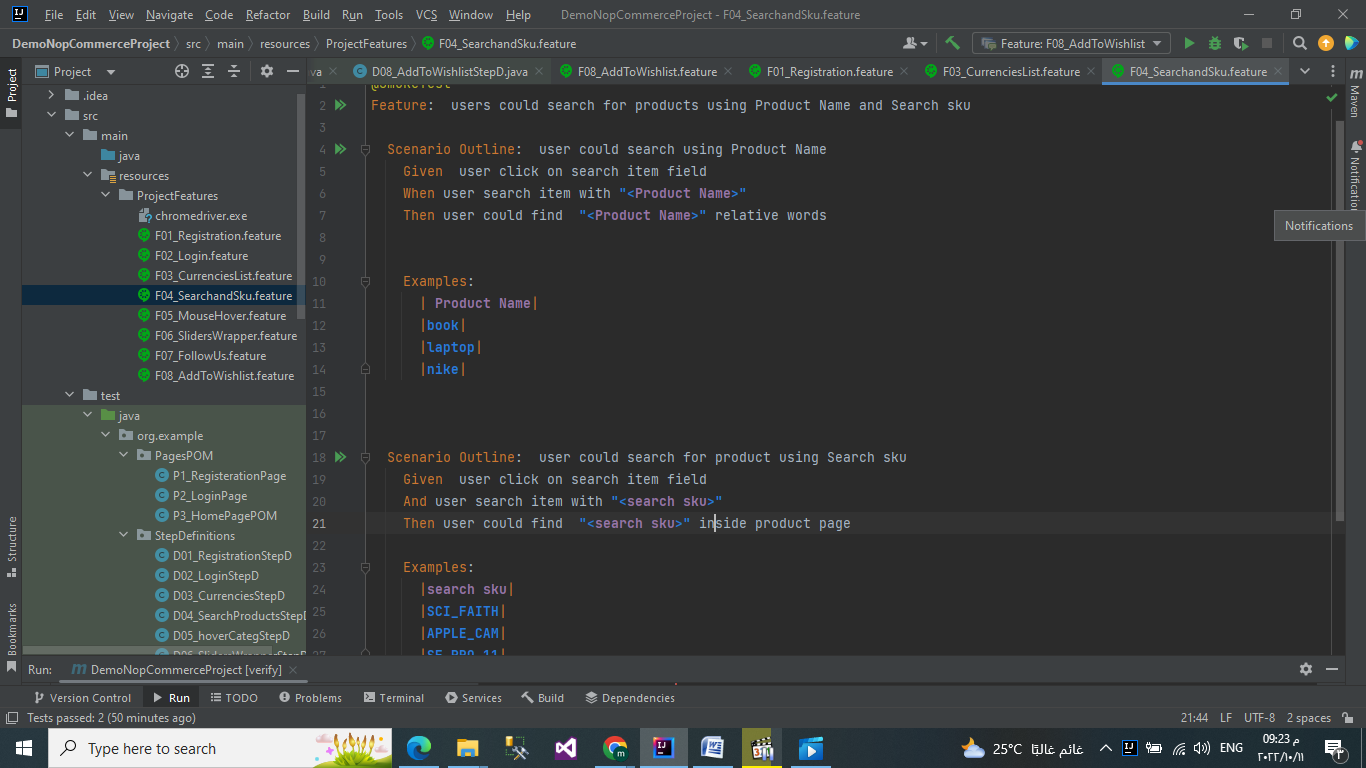 File Edit View Navigate Code Refactor Build Run Tools VCS Window Help DemoNopCommerceProject - F04_SearchandSku.feature
DemoNopCommerceProject src main resources ProjectFeatures F04_SearchandSku.feature Feature: F08_AddToWishlist
Project
Project
va D08_AddToWishlistStepD.java F08_AddToWishlist.feature F01_Registration.feature F03_CurrenciesList.feature F04_SearchandSku.feature
.idea
src
main
java
resources
ProjectFeatures
chromedriver.exe
F01_Registration.feature
F02_Login.feature
F03_CurrenciesList.feature
F04_SearchandSku.feature
F05_MouseHover.feature
F06_SlidersWrapper.feature
F07_FollowUs.feature
F08_AddToWishlist.feature
test
java
org.example
PagesPOM
P1_RegisterationPage
P2_LoginPage
P3_HomePagePOM
StepDefinitions
D01_RegistrationStepD
D02_LoginStepD
D03_CurrenciesStepD
D04_SearchProductsStepD
D05_hoverCategStepD
D06_SlidersWrapperStepD
Structure
Bookmarks
1 @SmokeTest
2 Feature: users could search for products using Product Name and Search sku
3
4 Scenario Outline: user could search using Product Name
5 Given user click on search item field
6 When user search item with "<Product Name>"
7 Then user could find "<Product Name>" relative words
8
9
10 Examples:
11 | Product Name|
12 |book|
13 |laptop|
14 |nike|
15
16
17
18 Scenario Outline: user could search for product using Search sku
19 Given user click on search item field
20 And user search item with "<search sku>"
21 Then user could find "<search sku>" inside product page
22
23 Examples:
24 |search sku|
25 |SCI_FAITH|
26 |APPLE_CAM|
27 |SF_PRO_11|
Maven
Notifications
Notifications
Run: DemoNopCommerceProject [verify]
Version Control Run TODO Problems Terminal Services Build Dependencies
Tests passed: 2 (50 minutes ago) 21:44 LF UTF-8 2 spaces
Type here to search
25°C غائم غالبًا
ENG
09:23 م
٢٠٢٢/١٠/١١
٣